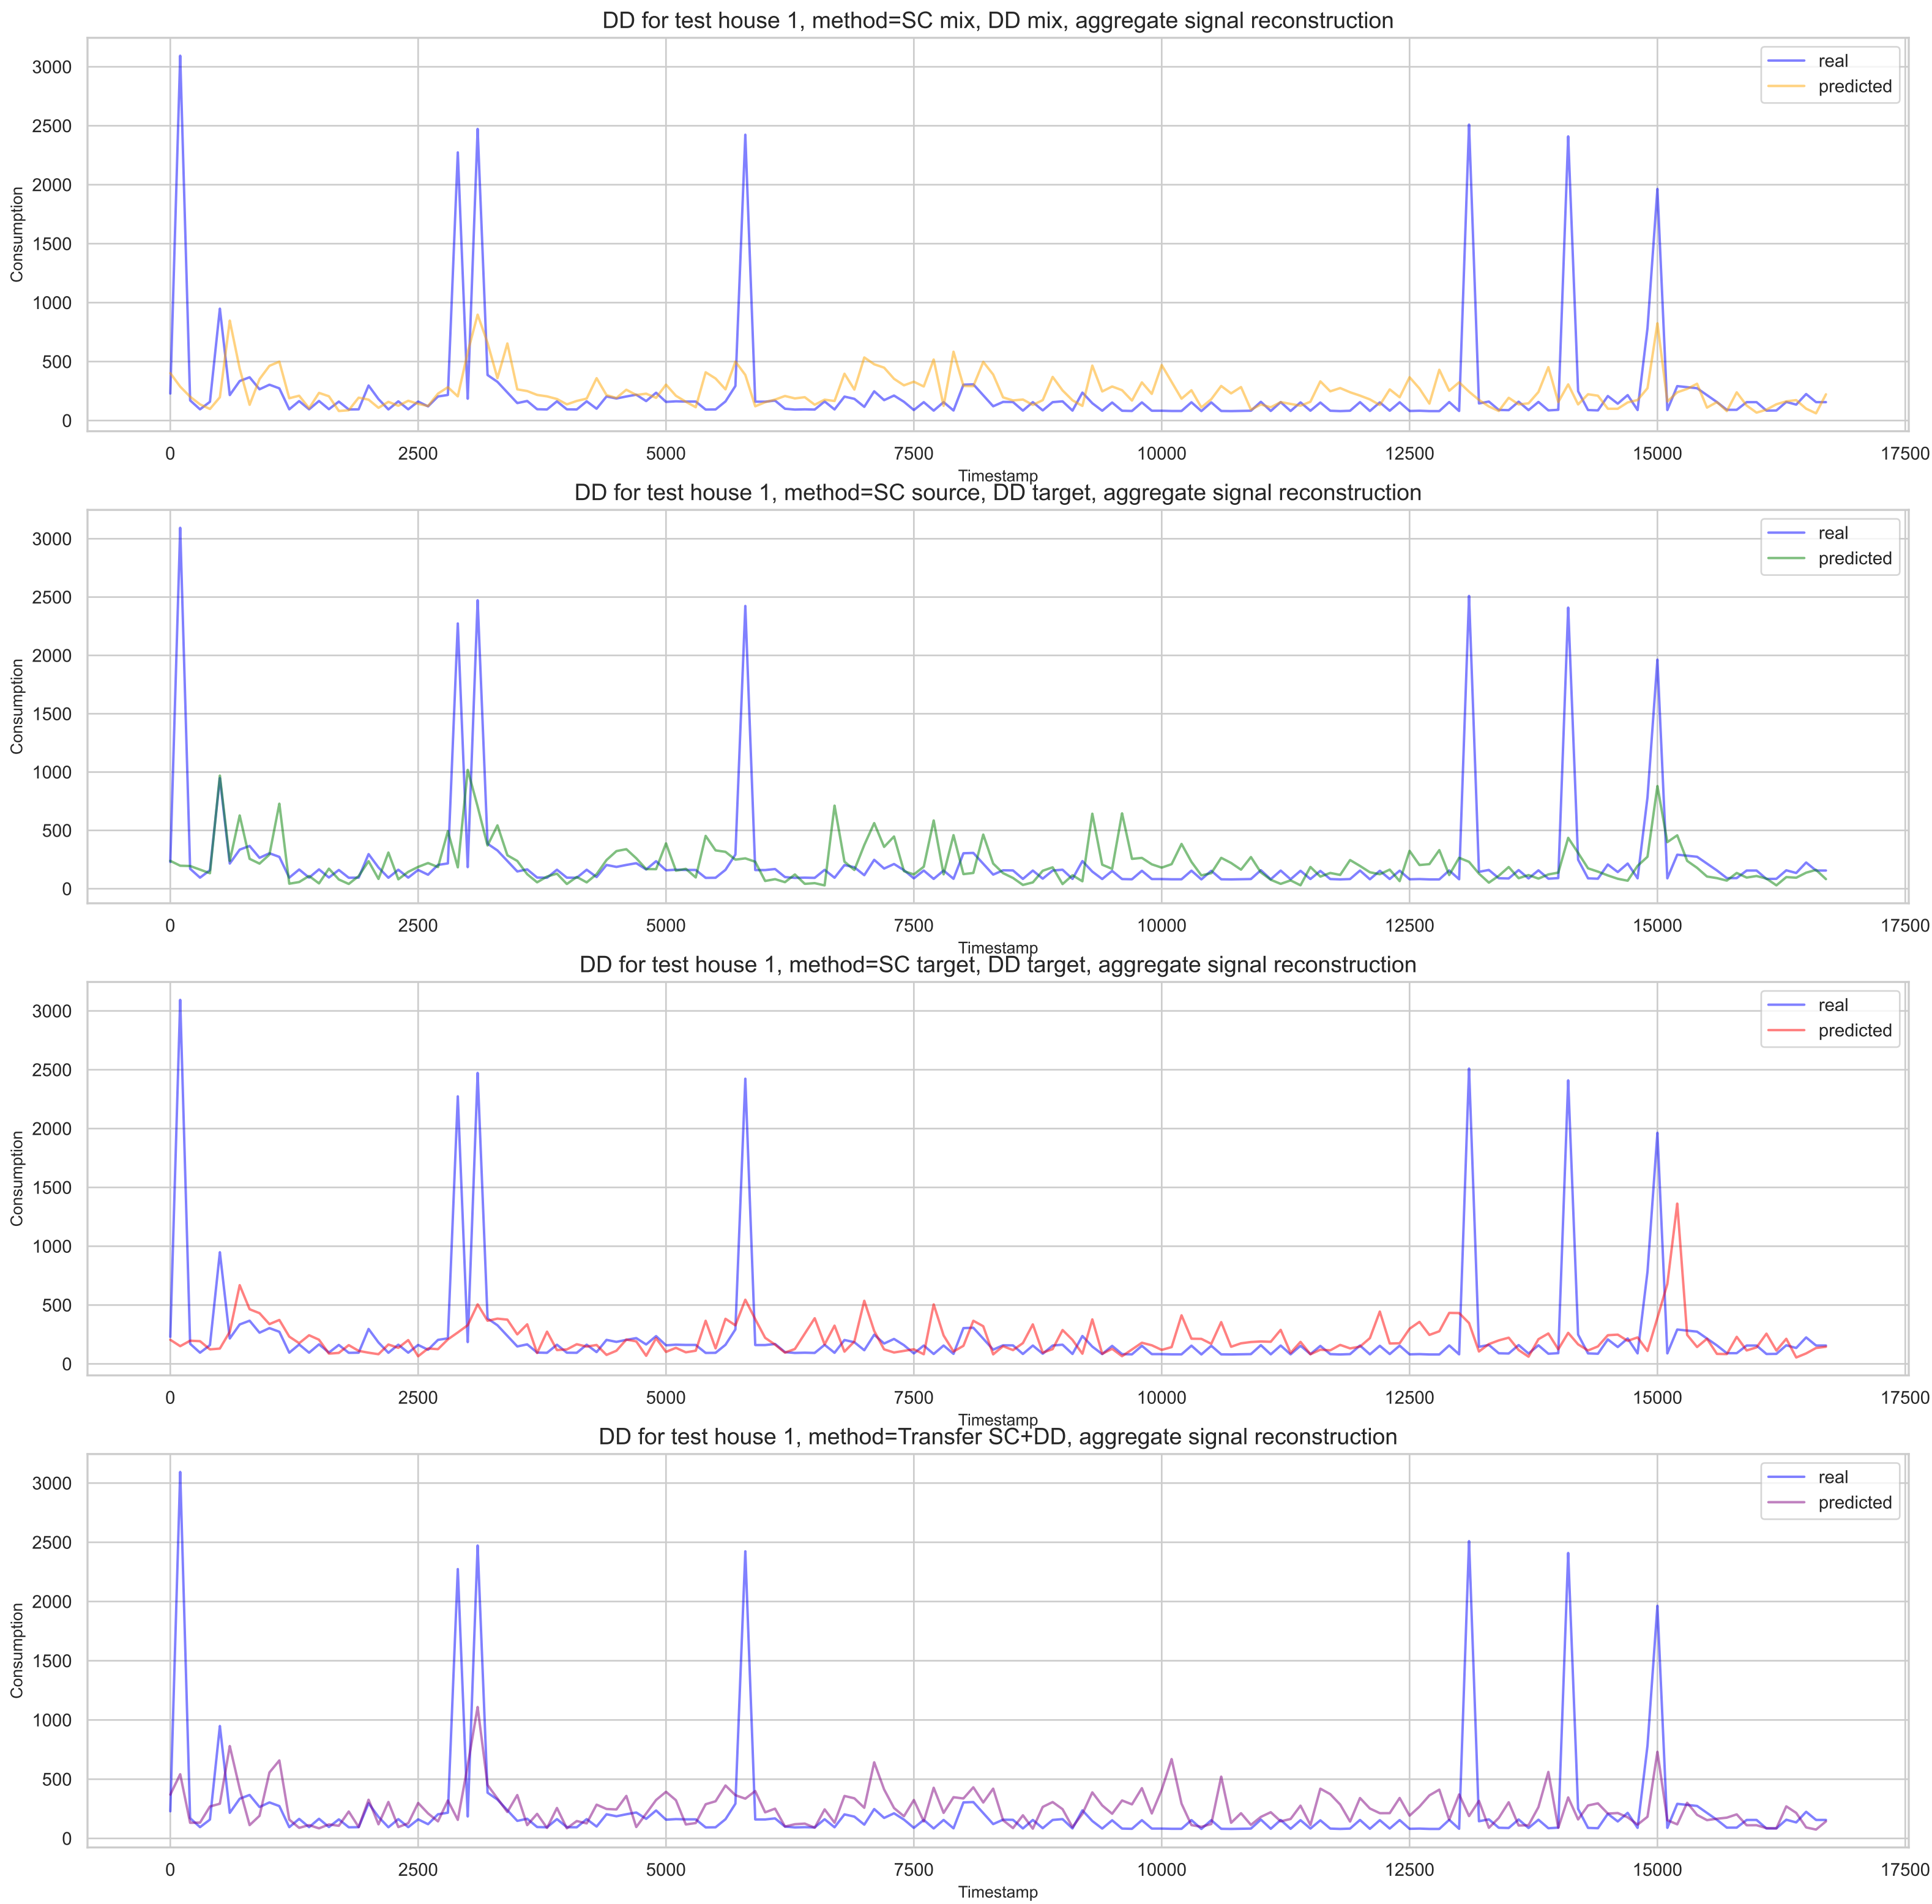 DD for test house 1, method=SC mix, DD mix, aggregate signal reconstruction
real
predicted
3000
2500
2000
1500
1000
500
0
Consumption
0 2500 5000 7500 10000 12500 15000 17500
Timestamp
DD for test house 1, method=SC source, DD target, aggregate signal reconstruction
real
predicted
3000
2500
2000
1500
1000
500
0
Consumption
0 2500 5000 7500 10000 12500 15000 17500
Timestamp
DD for test house 1, method=SC target, DD target, aggregate signal reconstruction
real
predicted
3000
2500
2000
1500
1000
500
0
Consumption
0 2500 5000 7500 10000 12500 15000 17500
Timestamp
DD for test house 1, method=Transfer SC+DD, aggregate signal reconstruction
real
predicted
3000
2500
2000
1500
1000
500
0
Consumption
0 2500 5000 7500 10000 12500 15000 17500
Timestamp